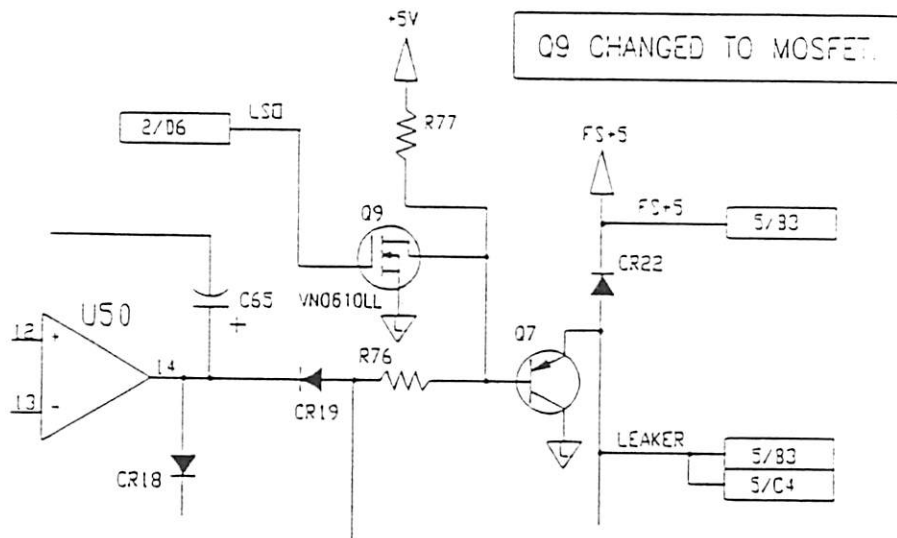 +5V
Q9 CHANGED TO MOSFET.
2/D6
LSO
R77
FS+5
FS+5
5/B3
Q9
CR22
C65
VN0610LL
+
U50
Q7
12
+
14
R76
13
-
CR19
L
L
LEAKER
5/B3
CR18
5/C4